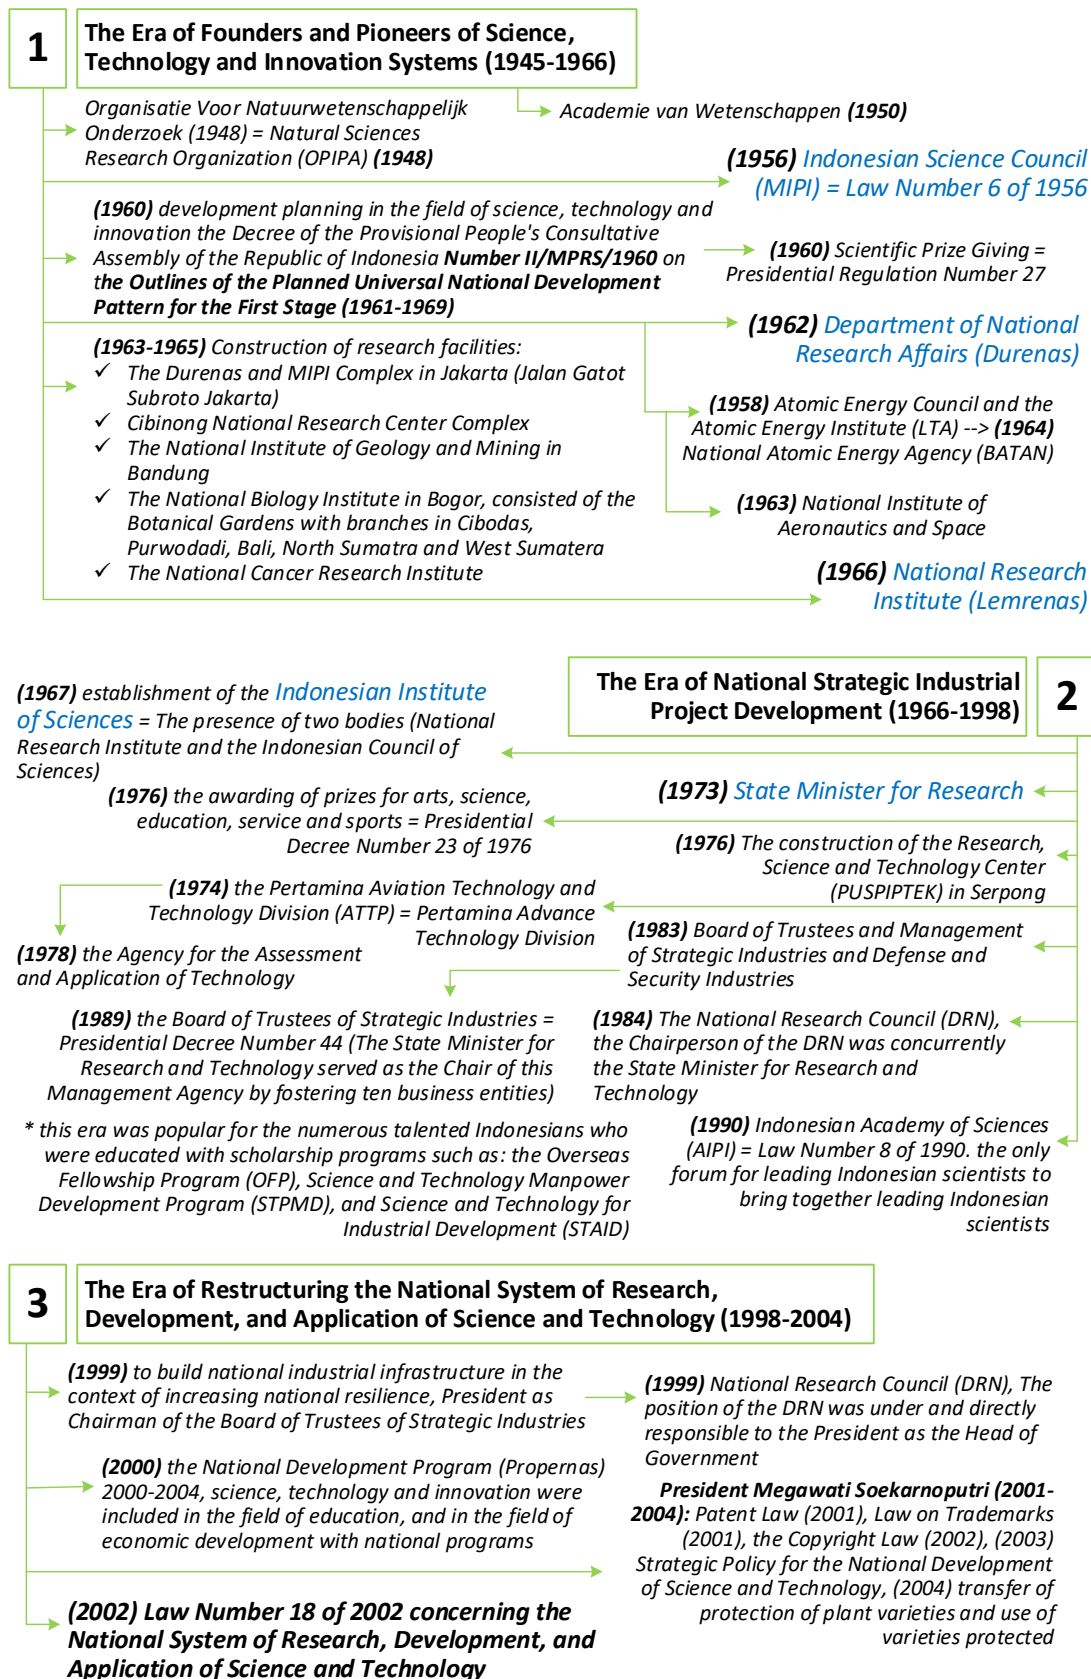 1
The Era of Founders and Pioneers of Science,
Technology and Innovation Systems (1945-1966)
Organisatie Voor Natuurwetenschappelijk
Onderzoek (1948) = Natural Sciences
Research Organization (OPIPA) (1948)
Academie van Wetenschappen (1950)
(1956) Indonesian Science Council
(MIPI) = Law Number 6 of 1956
(1960) development planning in the field of science, technology and
innovation the Decree of the Provisional People's Consultative
Assembly of the Republic of Indonesia Number II/MPRS/1960 on
the Outlines of the Planned Universal National Development
Pattern for the First Stage (1961-1969)
(1960) Scientific Prize Giving =
Presidential Regulation Number 27
(1962) Department of National
Research Affairs (Durenas)
(1963-1965) Construction of research facilities:
✓ The Durenas and MIPI Complex in Jakarta (Jalan Gatot
Subroto Jakarta)
✓ Cibinong National Research Center Complex
✓ The National Institute of Geology and Mining in
Bandung
✓ The National Biology Institute in Bogor, consisted of the
Botanical Gardens with branches in Cibodas,
Purwodadi, Bali, North Sumatra and West Sumatera
✓ The National Cancer Research Institute
(1958) Atomic Energy Council and the
Atomic Energy Institute (LTA) --> (1964)
National Atomic Energy Agency (BATAN)
(1963) National Institute of
Aeronautics and Space
(1966) National Research
Institute (Lemrenas)
The Era of National Strategic Industrial
Project Development (1966-1998)
2
(1967) establishment of the Indonesian Institute
of Sciences = The presence of two bodies (National
Research Institute and the Indonesian Council of
Sciences)
(1973) State Minister for Research
(1976) the awarding of prizes for arts, science,
education, service and sports = Presidential
Decree Number 23 of 1976
(1976) The construction of the Research,
Science and Technology Center
(PUSPIPTEK) in Serpong
(1974) the Pertamina Aviation Technology and
Technology Division (ATTP) = Pertamina Advance
Technology Division
(1978) the Agency for the Assessment
and Application of Technology
(1983) Board of Trustees and Management
of Strategic Industries and Defense and
Security Industries
(1989) the Board of Trustees of Strategic Industries =
Presidential Decree Number 44 (The State Minister for
Research and Technology served as the Chair of this
Management Agency by fostering ten business entities)
(1984) The National Research Council (DRN),
the Chairperson of the DRN was concurrently
the State Minister for Research and
Technology
* this era was popular for the numerous talented Indonesians who
were educated with scholarship programs such as: the Overseas
Fellowship Program (OFP), Science and Technology Manpower
Development Program (STPMD), and Science and Technology for
Industrial Development (STAID)
(1990) Indonesian Academy of Sciences
(AIPI) = Law Number 8 of 1990. the only
forum for leading Indonesian scientists to
bring together leading Indonesian
scientists
3
The Era of Restructuring the National System of Research,
Development, and Application of Science and Technology (1998-2004)
(1999) to build national industrial infrastructure in the
context of increasing national resilience, President as
Chairman of the Board of Trustees of Strategic Industries
(1999) National Research Council (DRN), The
position of the DRN was under and directly
responsible to the President as the Head of
Government
(2000) the National Development Program (Propernas)
2000-2004, science, technology and innovation were
included in the field of education, and in the field of
economic development with national programs
President Megawati Soekarnoputri (2001-
2004): Patent Law (2001), Law on Trademarks
(2001), the Copyright Law (2002), (2003)
Strategic Policy for the National Development
of Science and Technology, (2004) transfer of
protection of plant varieties and use of
varieties protected
(2002) Law Number 18 of 2002 concerning the
National System of Research, Development, and
Application of Science and Technology